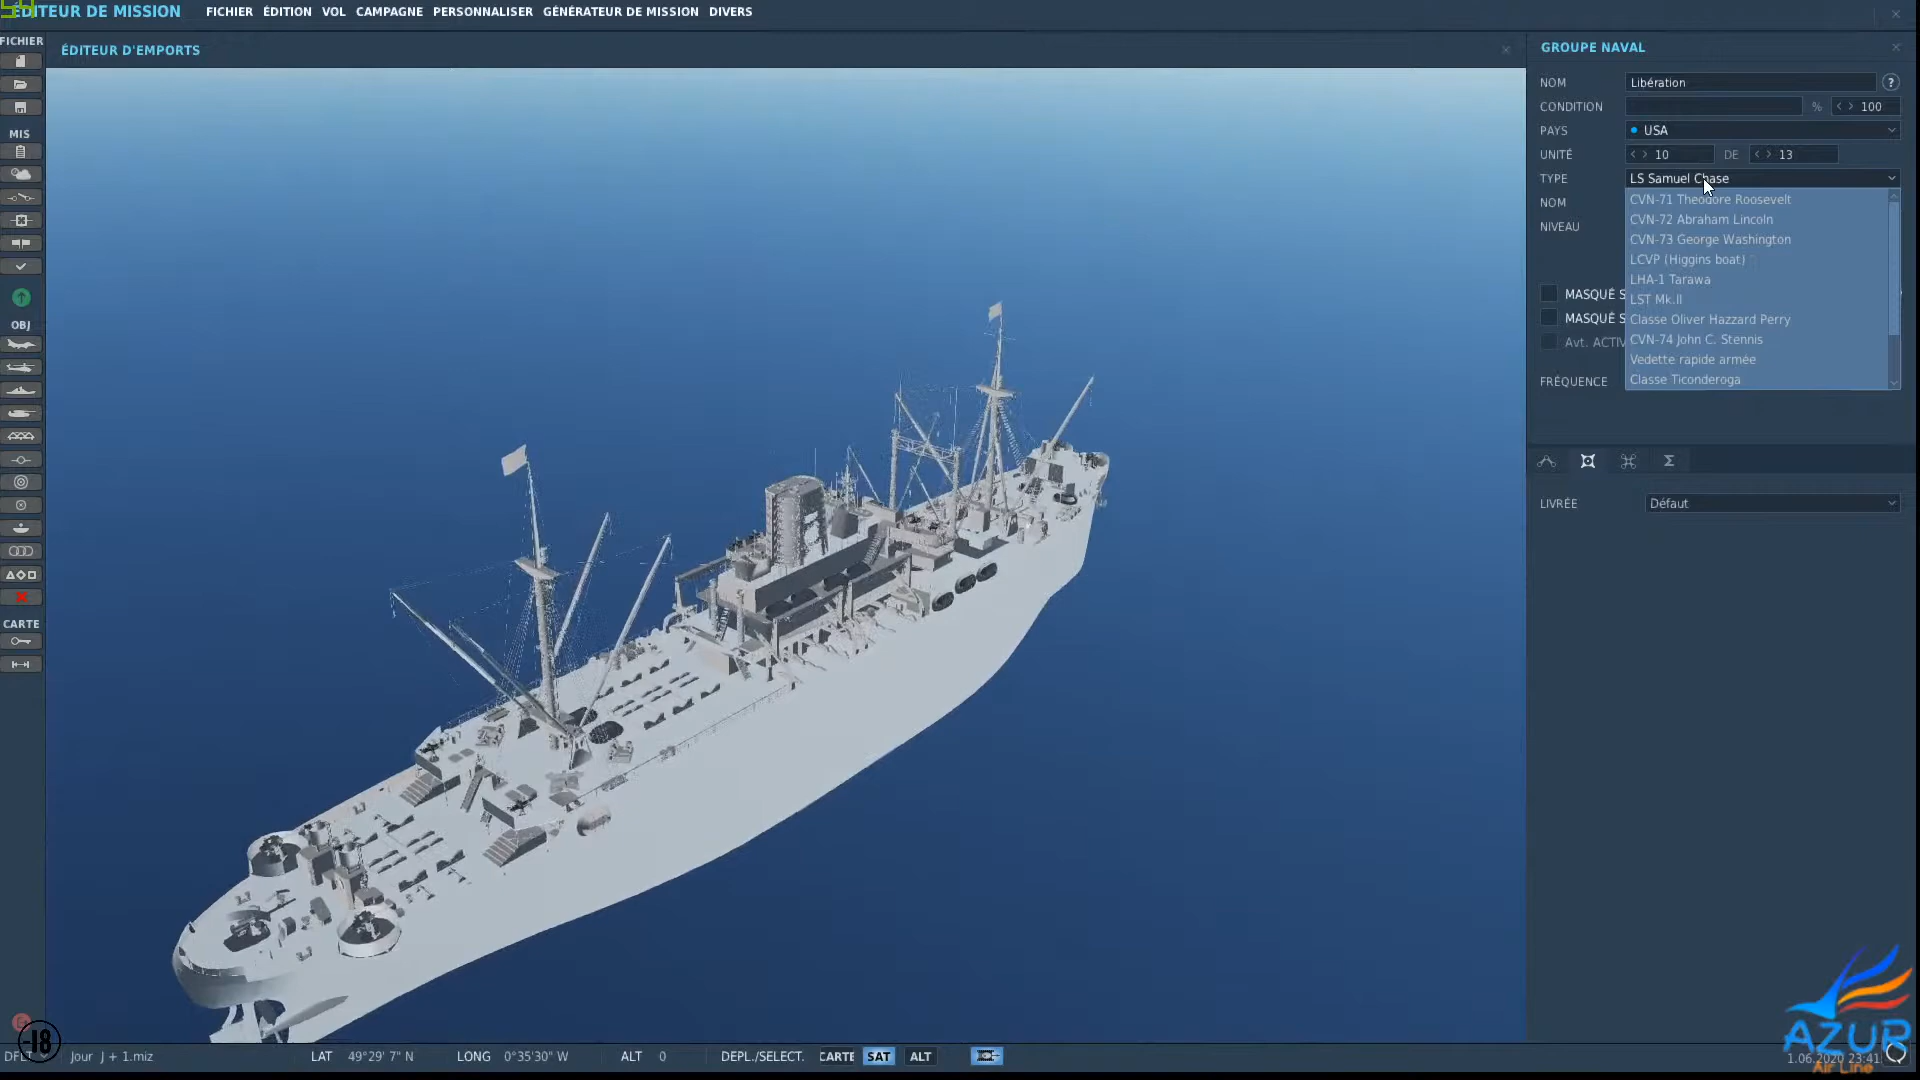 ÉDITEUR DE MISSION
FICHIER ÉDITION VOL CAMPAGNE PERSONNALISER GÉNÉRATEUR DE MISSION DIVERS
FICHIER
MIS
OBJ
CARTE
ÉDITEUR D'EMPORTS
GROUPE NAVAL
NOM Libération ?
CONDITION % < > 100
PAYS USA
UNITÉ < > 10 DE < > 13
TYPE LS Samuel Chase
NOM
NIVEAU
CVN-71 Theodore Roosevelt
CVN-72 Abraham Lincoln
CVN-73 George Washington
LCVP (Higgins boat)
LHA-1 Tarawa
LST Mk.II
Classe Oliver Hazzard Perry
CVN-74 John C. Stennis
Vedette rapide armée
Classe Ticonderoga
MASQUÉ S
MASQUÉ S
Avt. ACTIV
FRÉQUENCE
LIVRÉE Défaut
-18
Jour J + 1.miz
LAT 49°29' 7" N LONG 0°35'30" W ALT 0 DEPL./SELECT. CARTE SAT ALT
AZUR
1.06.2020 23:41
Air Line